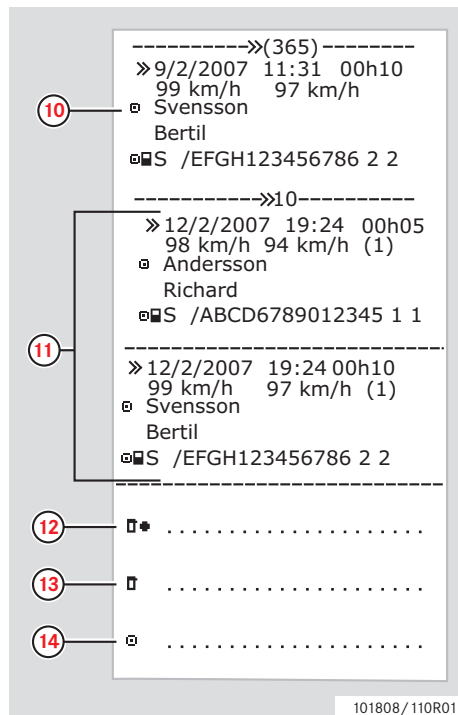 --------»(365)--------
»9/2/2007 11:31 00h10
99 km/h 97 km/h
10
Svensson
Bertil
S /EFGH123456786 2 2
--------»10-----------
»12/2/2007 19:24 00h05
98 km/h 94 km/h (1)
Andersson
Richard
S /ABCD6789012345 1 1
11
»12/2/2007 19:24 00h10
99 km/h 97 km/h (1)
Svensson
Bertil
S /EFGH123456786 2 2
12 ......................
13 ......................
14 ......................
101808/110R01